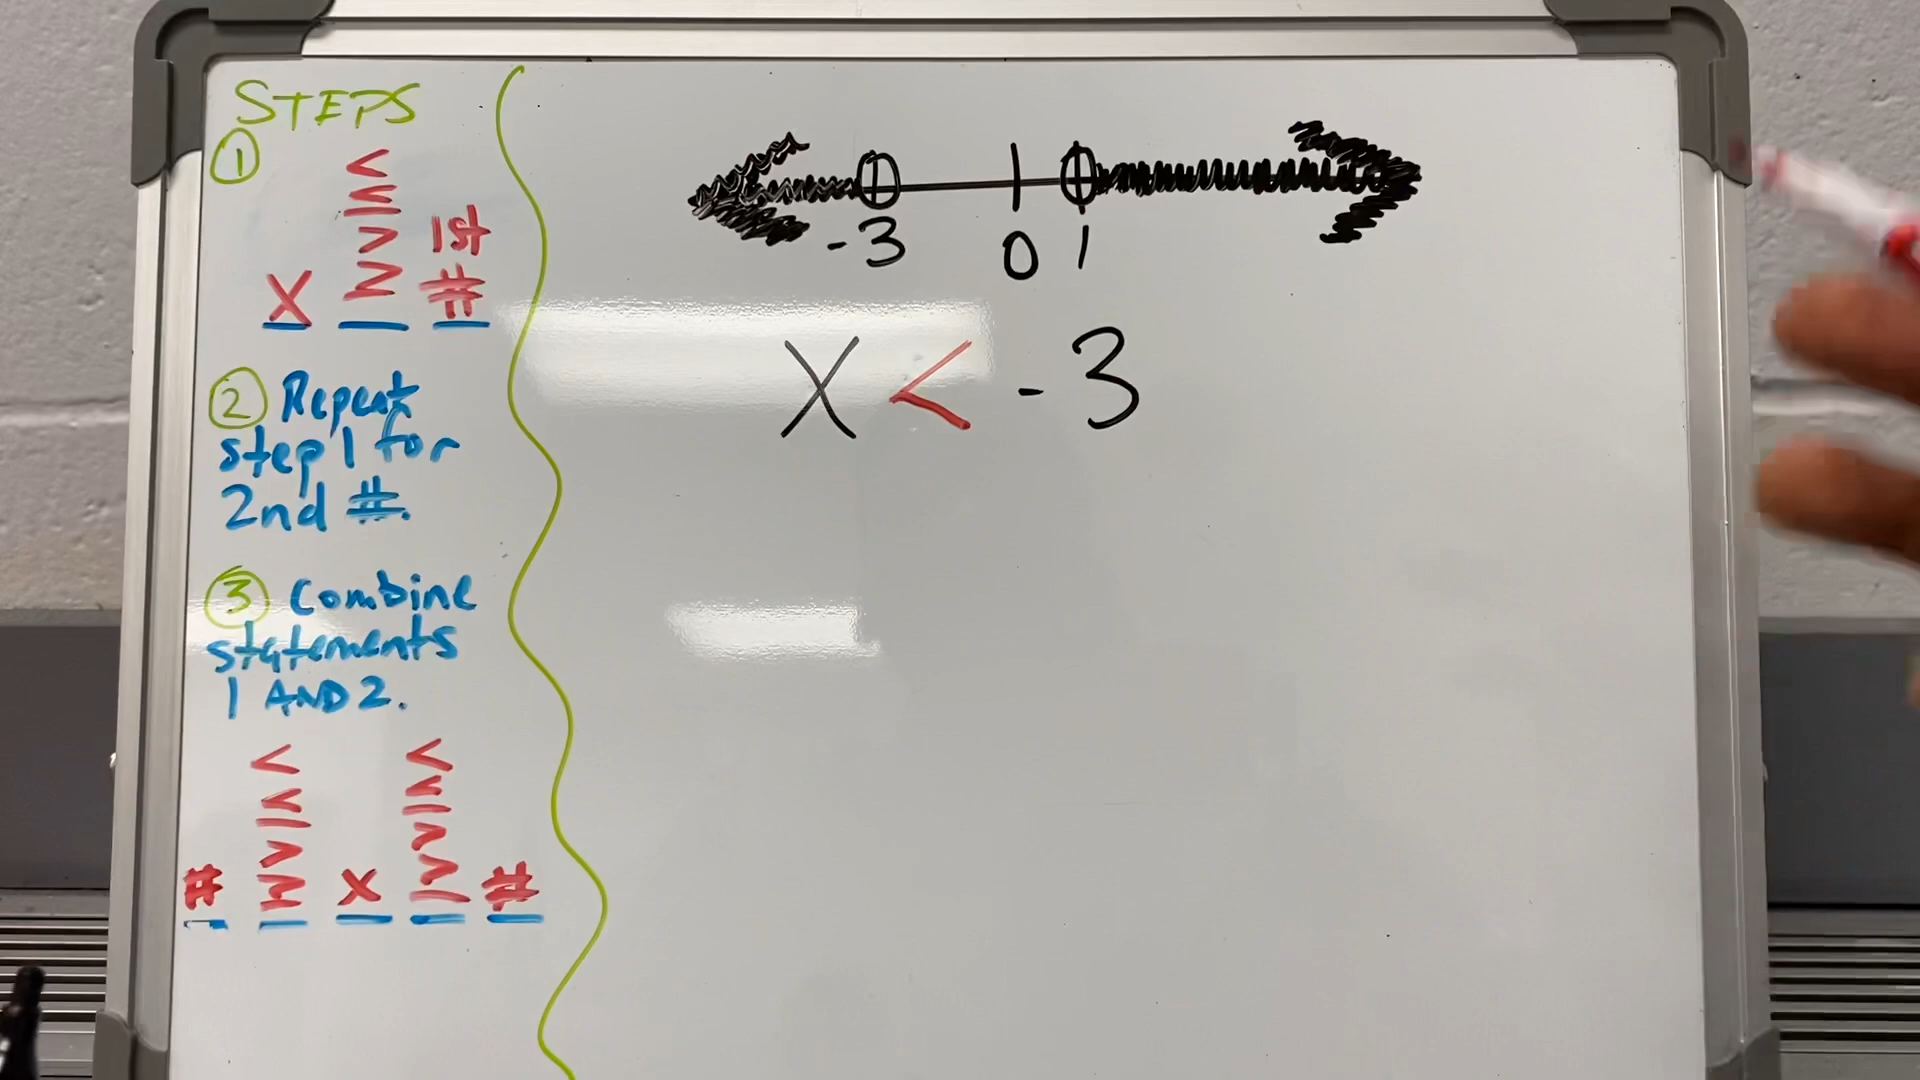 STEPS
①
<
≤
>
≥
X
1st
#
② Repeat
step 1 for
2nd #.
③ Combine
statements
1 AND 2.
< <
≤ ≤
> >
# ≥ X ≥ #
-3 0 1
X < -3